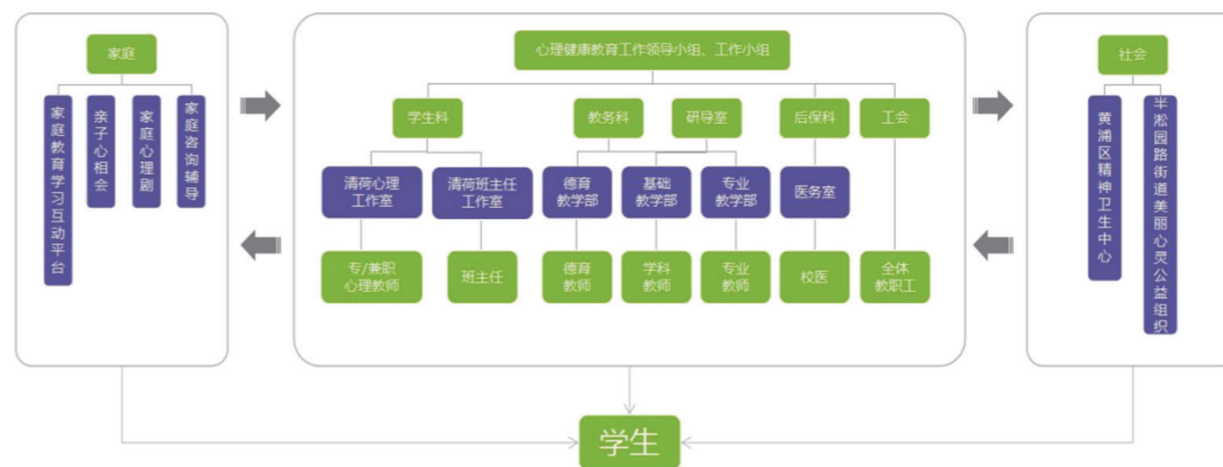 家庭
家庭教育学习互动平台
亲子心相会
家庭心理剧
家庭咨询辅导
心理健康教育工作领导小组、工作小组
学生科
教务科
研导室
后保科
工会
清荷心理
工作室
清荷班主任
工作室
德育
教学部
基础
教学部
专业
教学部
医务室
专/兼职
心理教师
班主任
德育
教师
学科
教师
专业
教师
校医
全体
教职工
社会
黄浦区精神卫生中心
半淞园路街道美丽心灵公益组织
学生